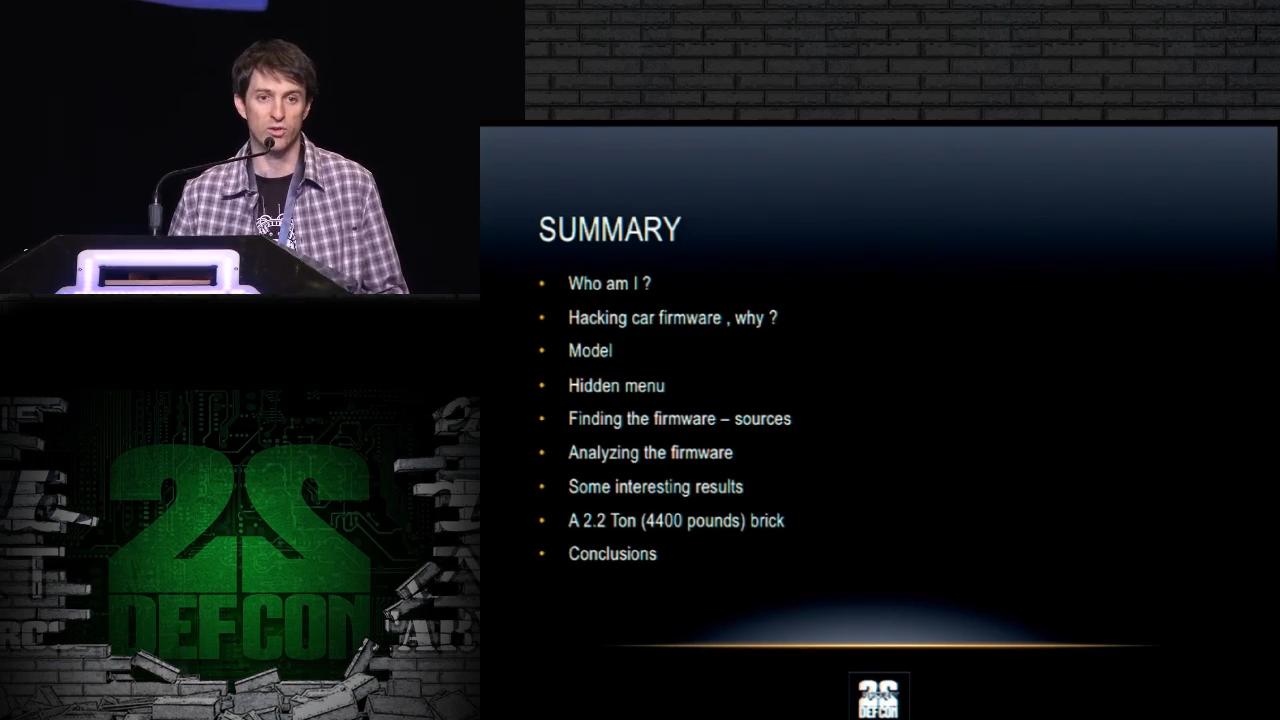 SUMMARY
Who am I ?
Hacking car firmware , why ?
Model
Hidden menu
Finding the firmware – sources
Analyzing the firmware
Some interesting results
A 2.2 Ton (4400 pounds) brick
Conclusions
DEFCON
DEFCON